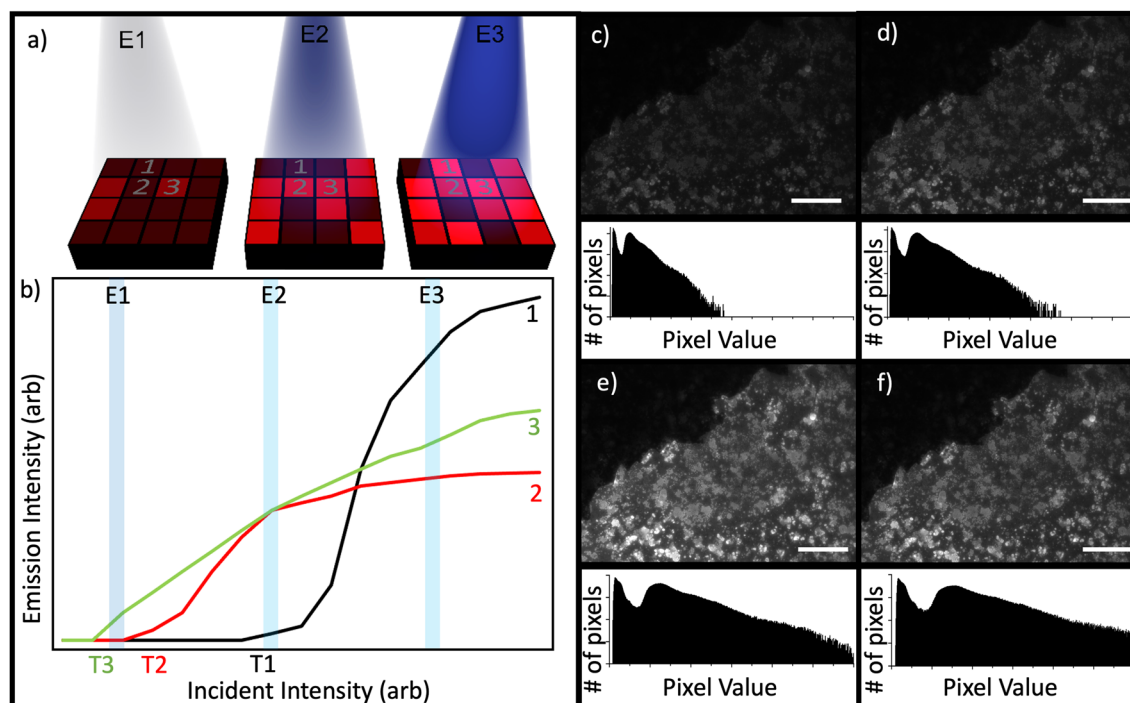 a)
E1
E2
E3
1
2 3
1
2 3
1
2 3
b)
E1
E2
E3
1
3
2
Emission Intensity (arb)
T3
T2
T1
Incident Intensity (arb)
c)
# of pixels
Pixel Value
d)
# of pixels
Pixel Value
e)
# of pixels
Pixel Value
f)
# of pixels
Pixel Value